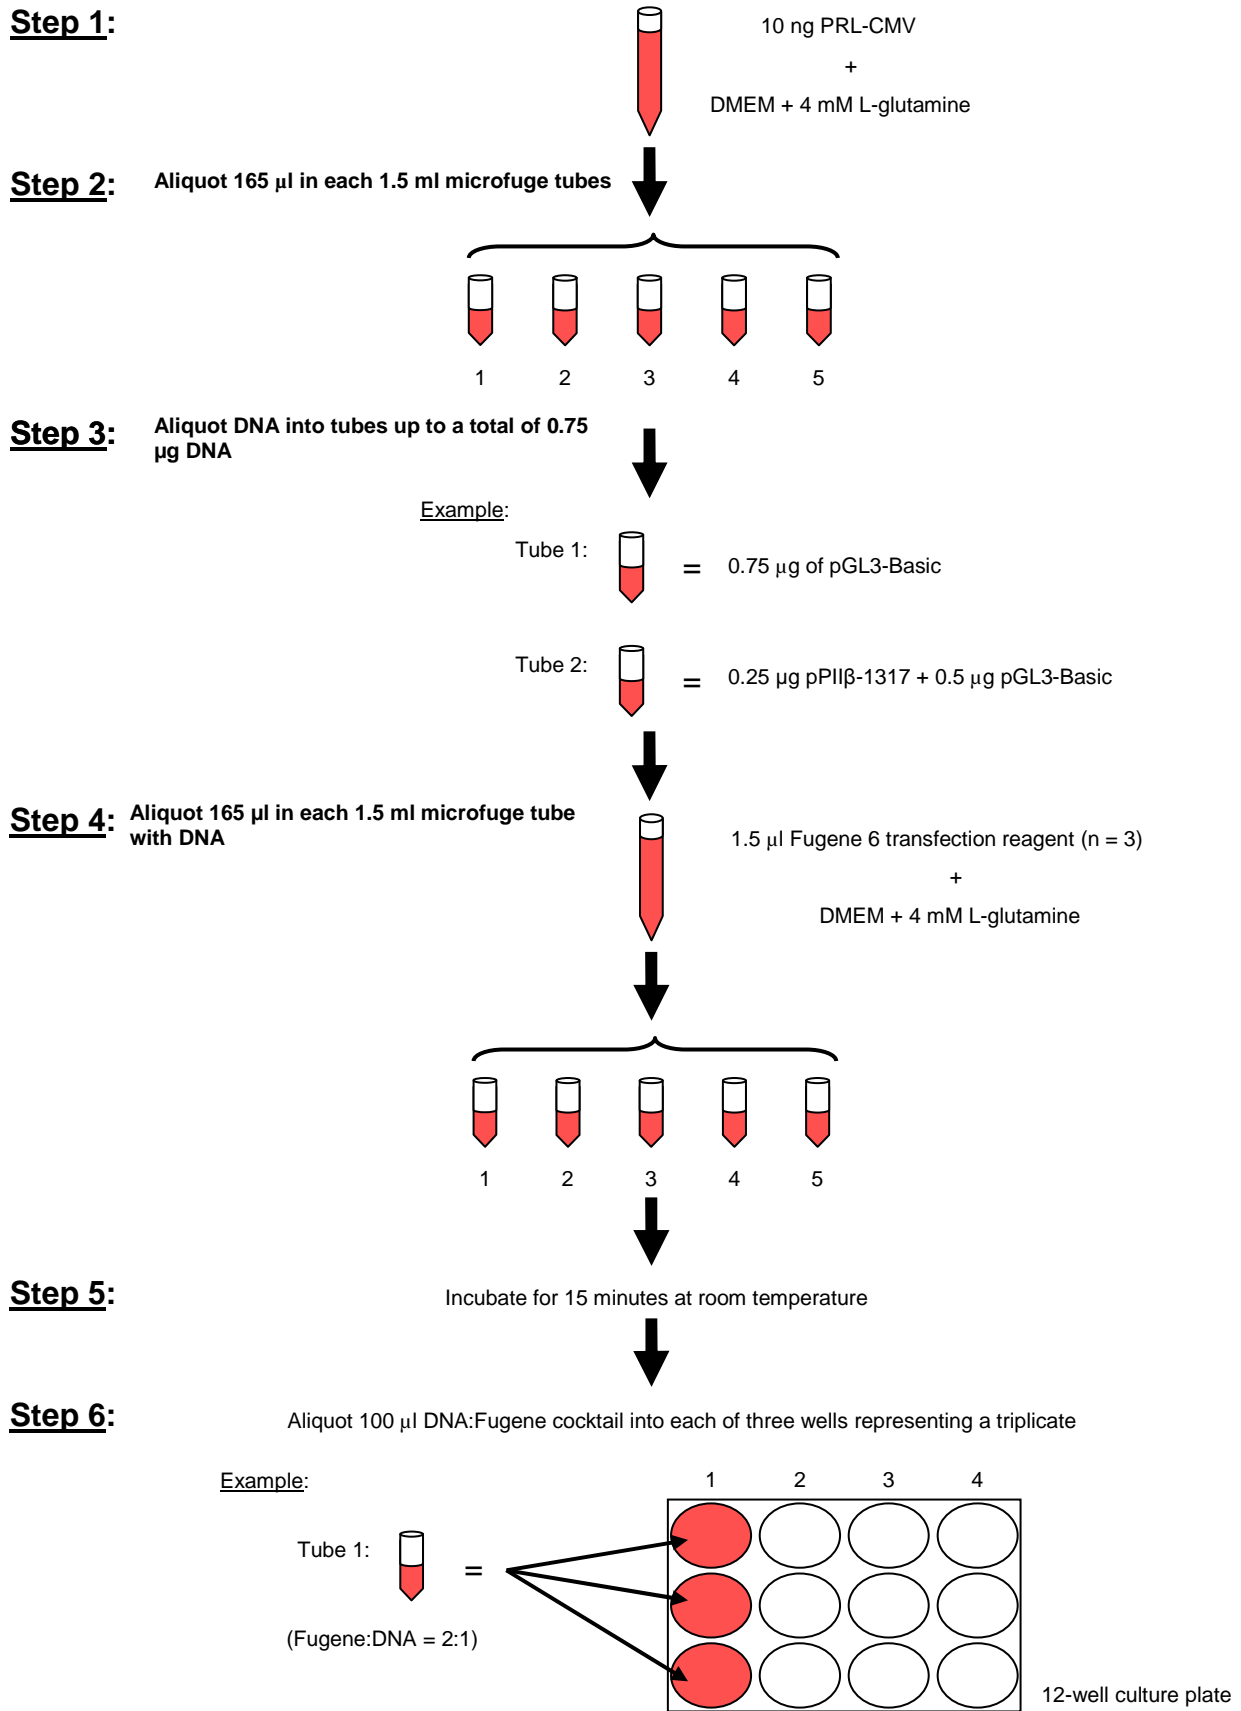 Step 1:
10 ng PRL-CMV
+
DMEM + 4 mM L-glutamine
Step 2:
Aliquot 165 μl in each 1.5 ml microfuge tubes
1 2 3 4 5
Step 3:
Aliquot DNA into tubes up to a total of 0.75
μg DNA
Example:
Tube 1:
= 0.75 μg of pGL3-Basic
Tube 2:
= 0.25 μg pPIIβ-1317 + 0.5 μg pGL3-Basic
Step 4:
Aliquot 165 μl in each 1.5 ml microfuge tube
with DNA
1.5 μl Fugene 6 transfection reagent (n = 3)
+
DMEM + 4 mM L-glutamine
1 2 3 4 5
Step 5:
Incubate for 15 minutes at room temperature
Step 6:
Aliquot 100 μl DNA:Fugene cocktail into each of three wells representing a triplicate
Example:
1 2 3 4
Tube 1:
=
(Fugene:DNA = 2:1)
12-well culture plate